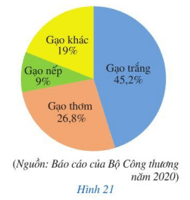 Gạo khác
19%
Gạo trắng
45,2%
Gạo nếp
9%
Gạo thơm
26,8%
(Nguồn: Báo cáo của Bộ Công thương
năm 2020)
Hình 21